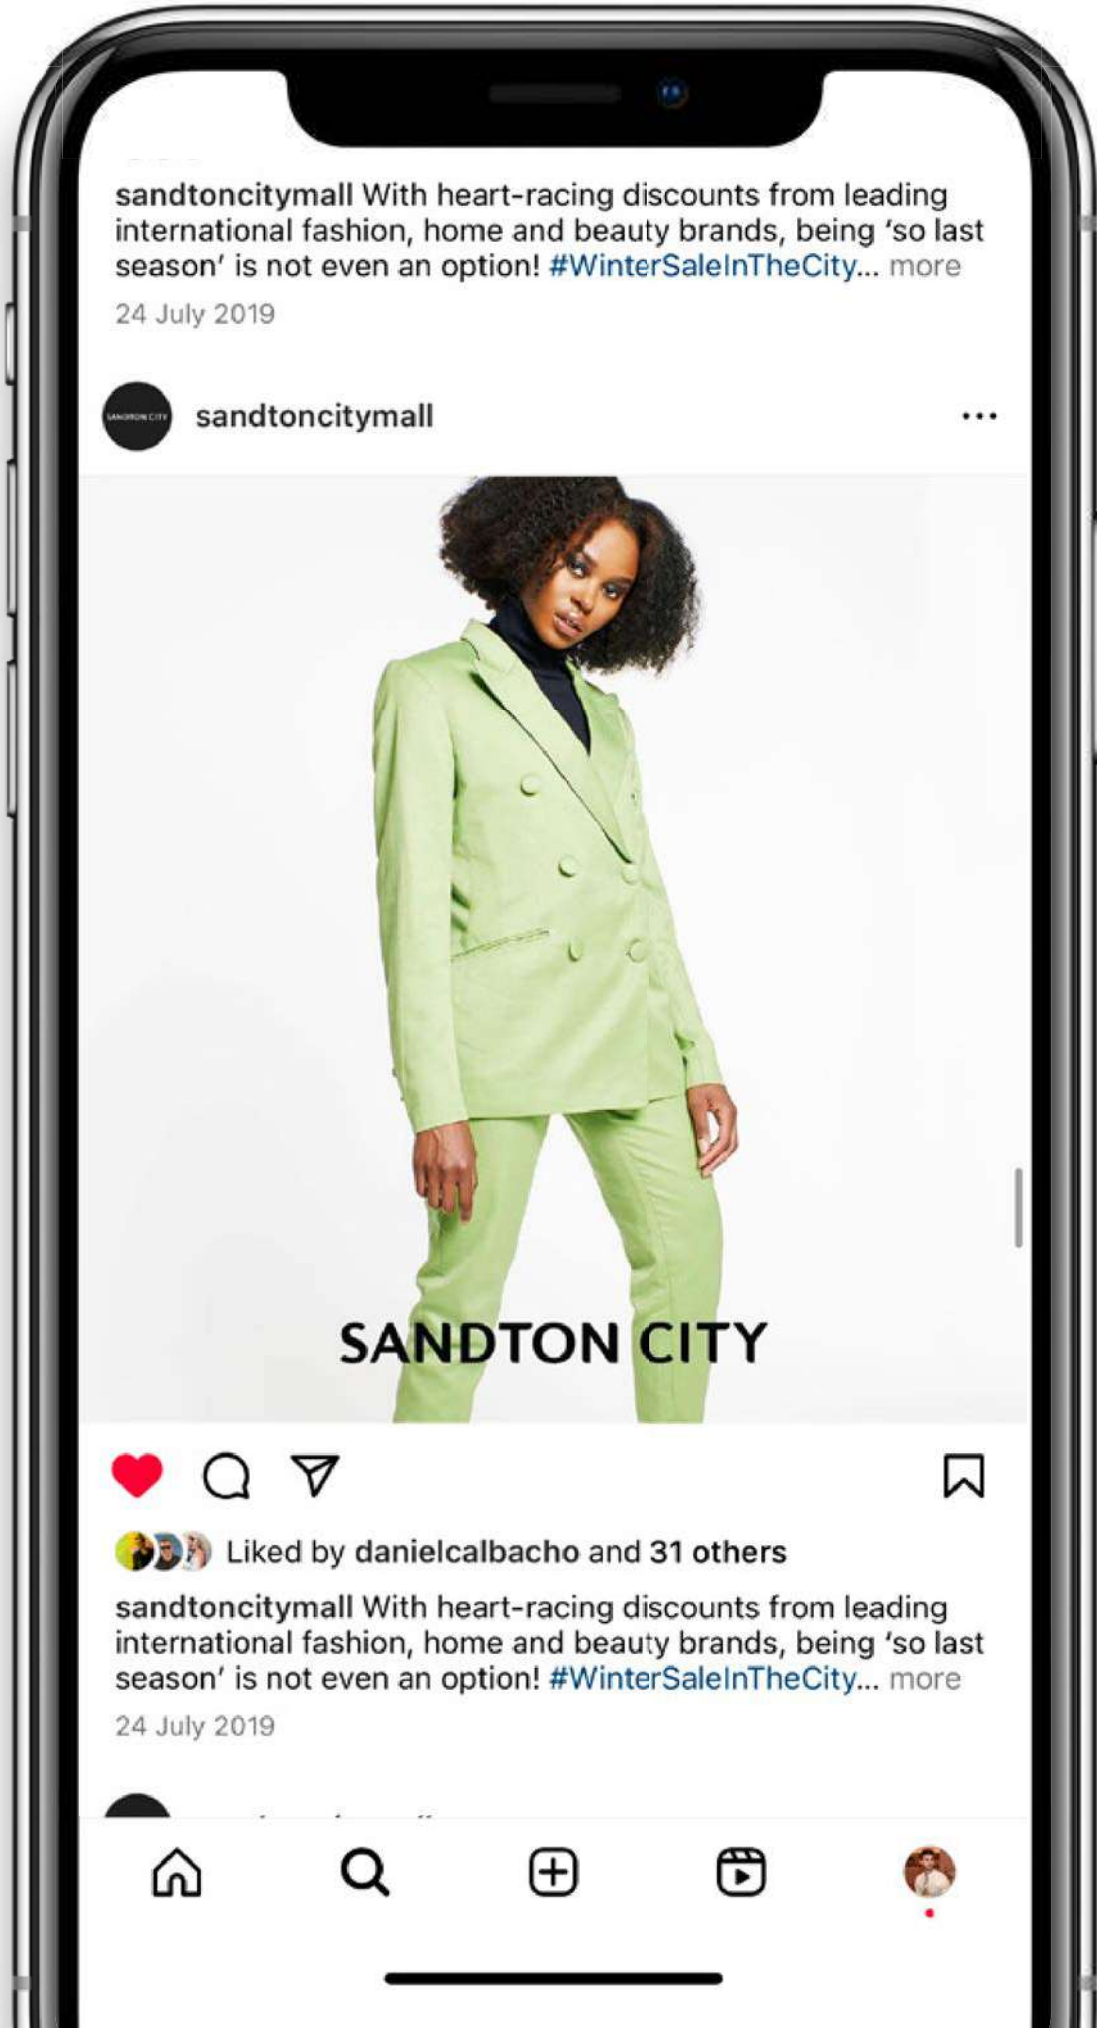 sandtoncitymall With heart-racing discounts from leading
international fashion, home and beauty brands, being ‘so last
season’ is not even an option! #WinterSaleInTheCity... more
24 July 2019
SANDTON CITY
sandtoncitymall
SANDTON CITY
Liked by danielcalbacho and 31 others
sandtoncitymall With heart-racing discounts from leading
international fashion, home and beauty brands, being ‘so last
season’ is not even an option! #WinterSaleInTheCity... more
24 July 2019